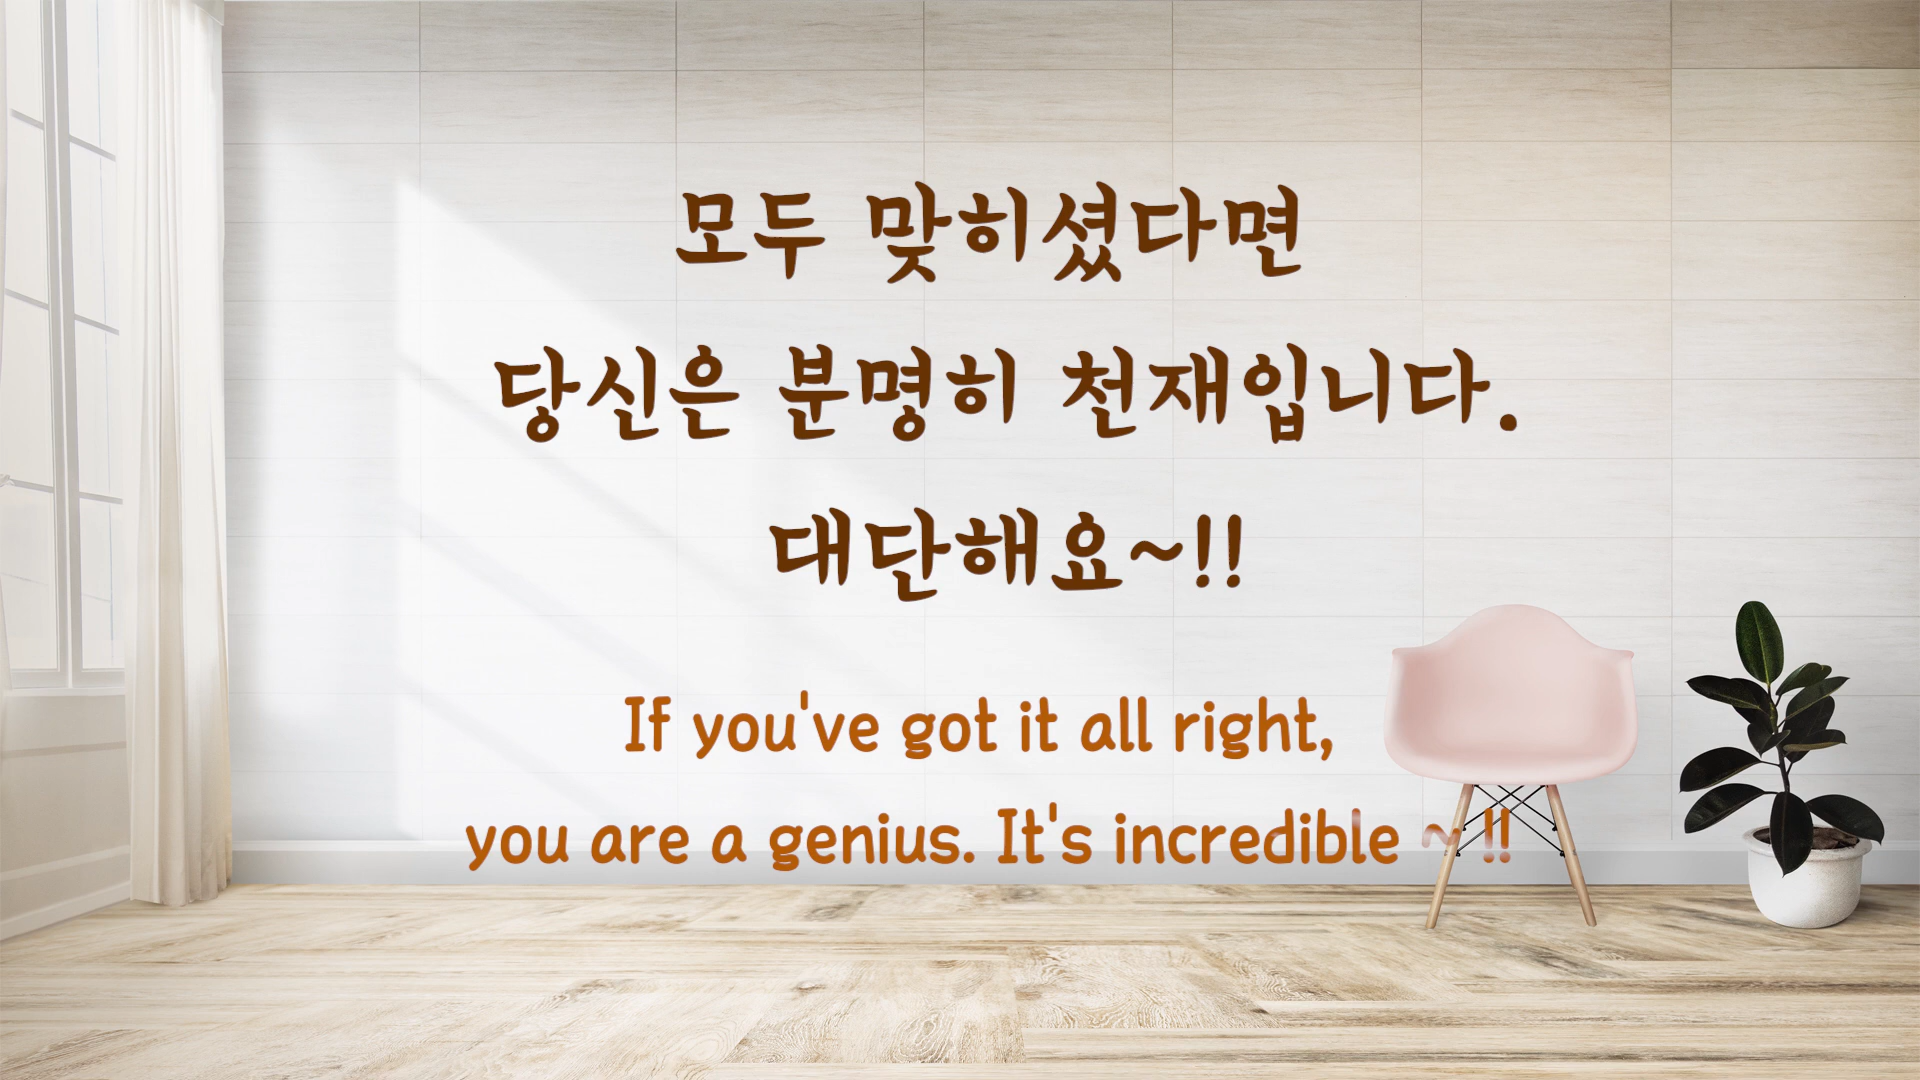 모두 맞히셨다면
당신은 분명히 천재입니다.
대단해요~!!
If you've got it all right,
you are a genius. It's incredible ~ !!